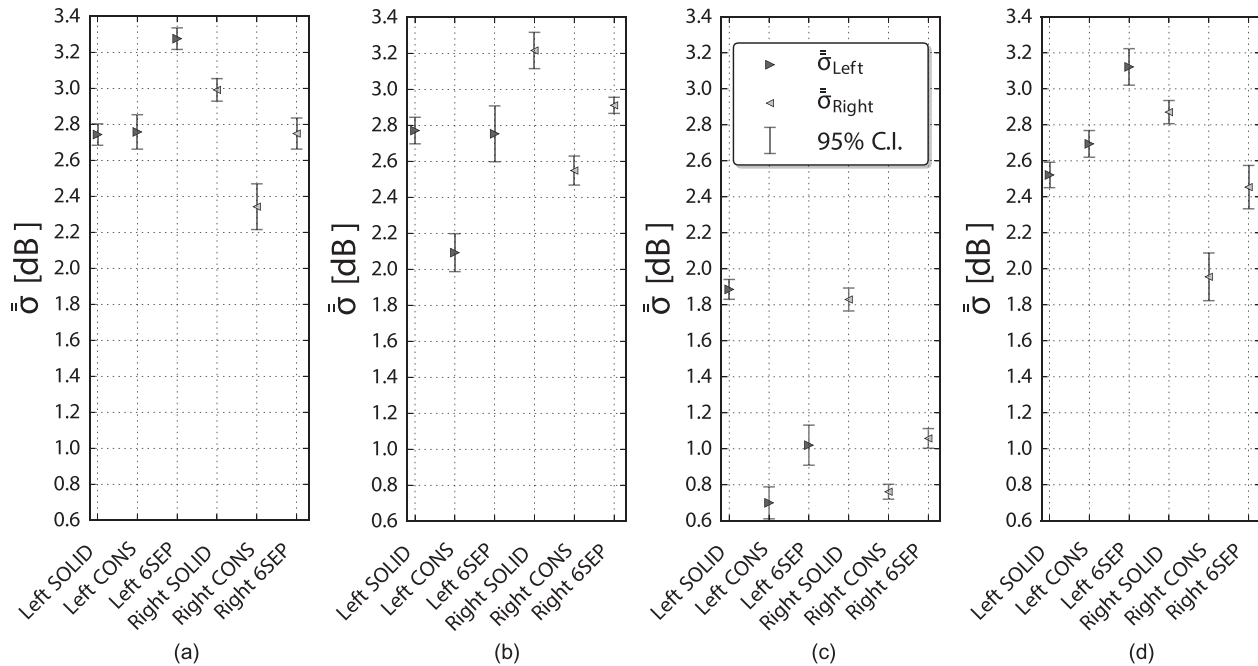 3.4
3.2
3.0
2.8
2.6
2.4
2.2
2.0
1.8
1.6
1.4
1.2
1.0
0.8
0.6
σ̿ [dB]
Left SOLID
Left CONS
Left 6SEP
Right SOLID
Right CONS
Right 6SEP
(a)
3.4
3.2
3.0
2.8
2.6
2.4
2.2
2.0
1.8
1.6
1.4
1.2
1.0
0.8
0.6
σ̿ [dB]
Left SOLID
Left CONS
Left 6SEP
Right SOLID
Right CONS
Right 6SEP
(b)
3.4
3.2
3.0
2.8
2.6
2.4
2.2
2.0
1.8
1.6
1.4
1.2
1.0
0.8
0.6
σ̿ [dB]
σ̿ Left
σ̿ Right
95% C.I.
Left SOLID
Left CONS
Left 6SEP
Right SOLID
Right CONS
Right 6SEP
(c)
3.4
3.2
3.0
2.8
2.6
2.4
2.2
2.0
1.8
1.6
1.4
1.2
1.0
0.8
0.6
σ̿ [dB]
Left SOLID
Left CONS
Left 6SEP
Right SOLID
Right CONS
Right 6SEP
(d)